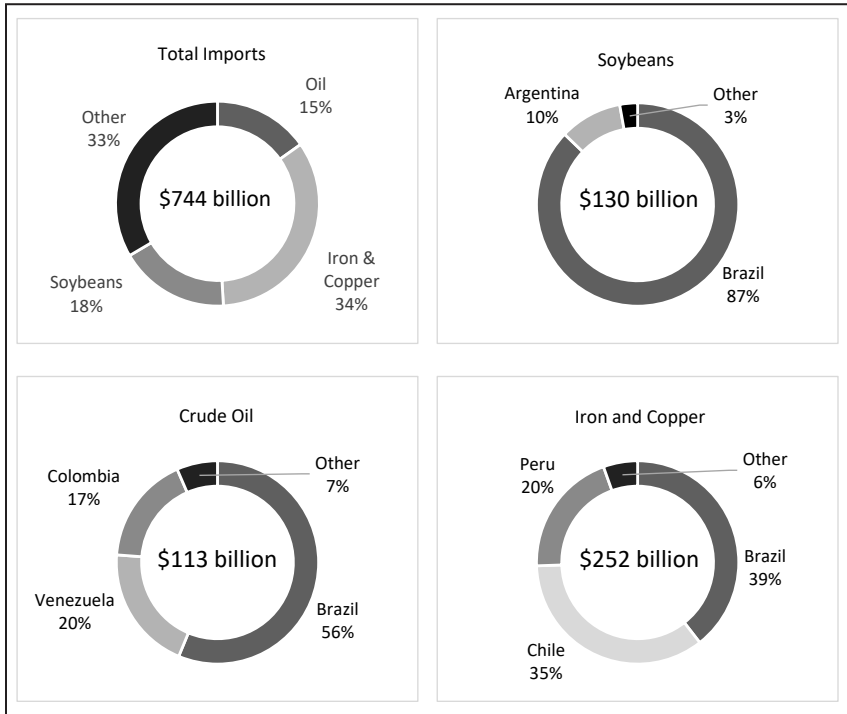 Total Imports
Oil
15%
Other
33%
$744 billion
Iron &
Copper
34%
Soybeans
18%
Soybeans
Argentina
10%
Other
3%
$130 billion
Brazil
87%
Crude Oil
Colombia
17%
Other
7%
$113 billion
Venezuela
20%
Brazil
56%
Iron and Copper
Peru
20%
Other
6%
$252 billion
Brazil
39%
Chile
35%